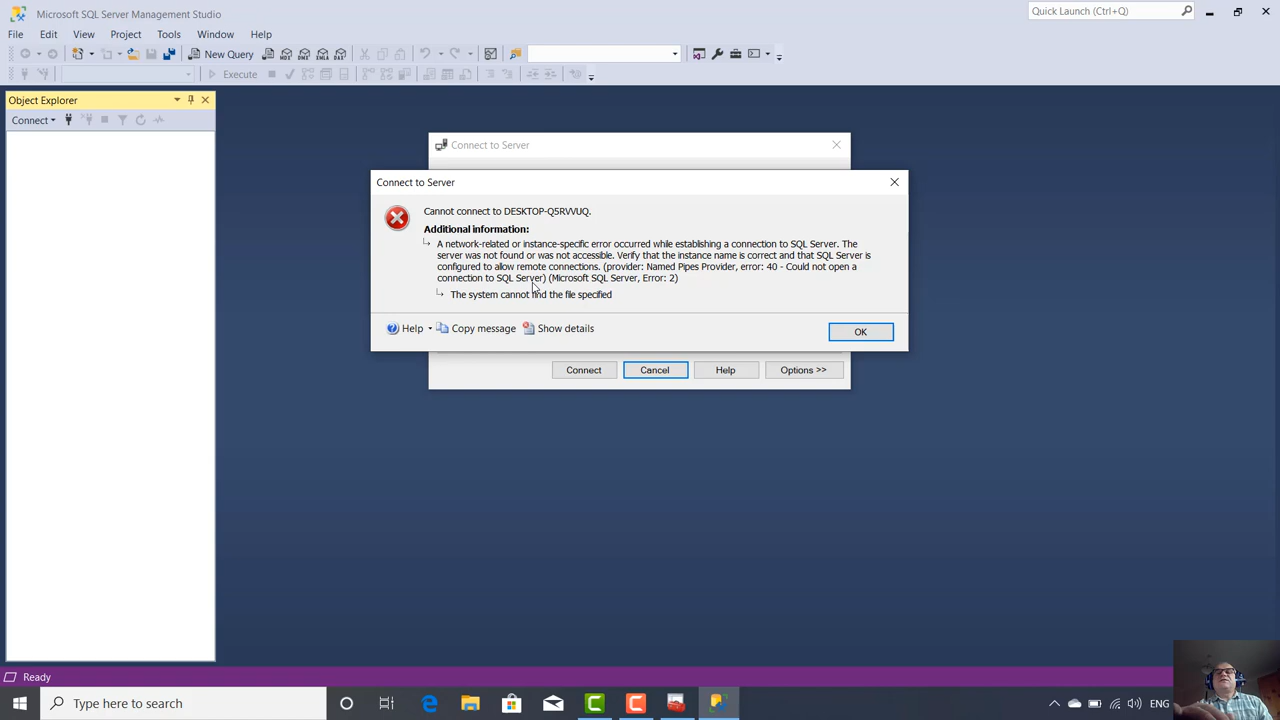 Microsoft SQL Server Management Studio
Quick Launch (Ctrl+Q)
File Edit View Project Tools Window Help
New Query
MDX DMX XMLA DAX
Execute
Object Explorer
Connect
Connect to Server
Connect to Server
Cannot connect to DESKTOP-Q5RVVUQ.
Additional information:
A network-related or instance-specific error occurred while establishing a connection to SQL Server. The
server was not found or was not accessible. Verify that the instance name is correct and that SQL Server is
configured to allow remote connections. (provider: Named Pipes Provider, error: 40 - Could not open a
connection to SQL Server) (Microsoft SQL Server, Error: 2)
The system cannot find the file specified
Help Copy message Show details OK
Connect Cancel Help Options >>
Ready
Type here to search
ENG